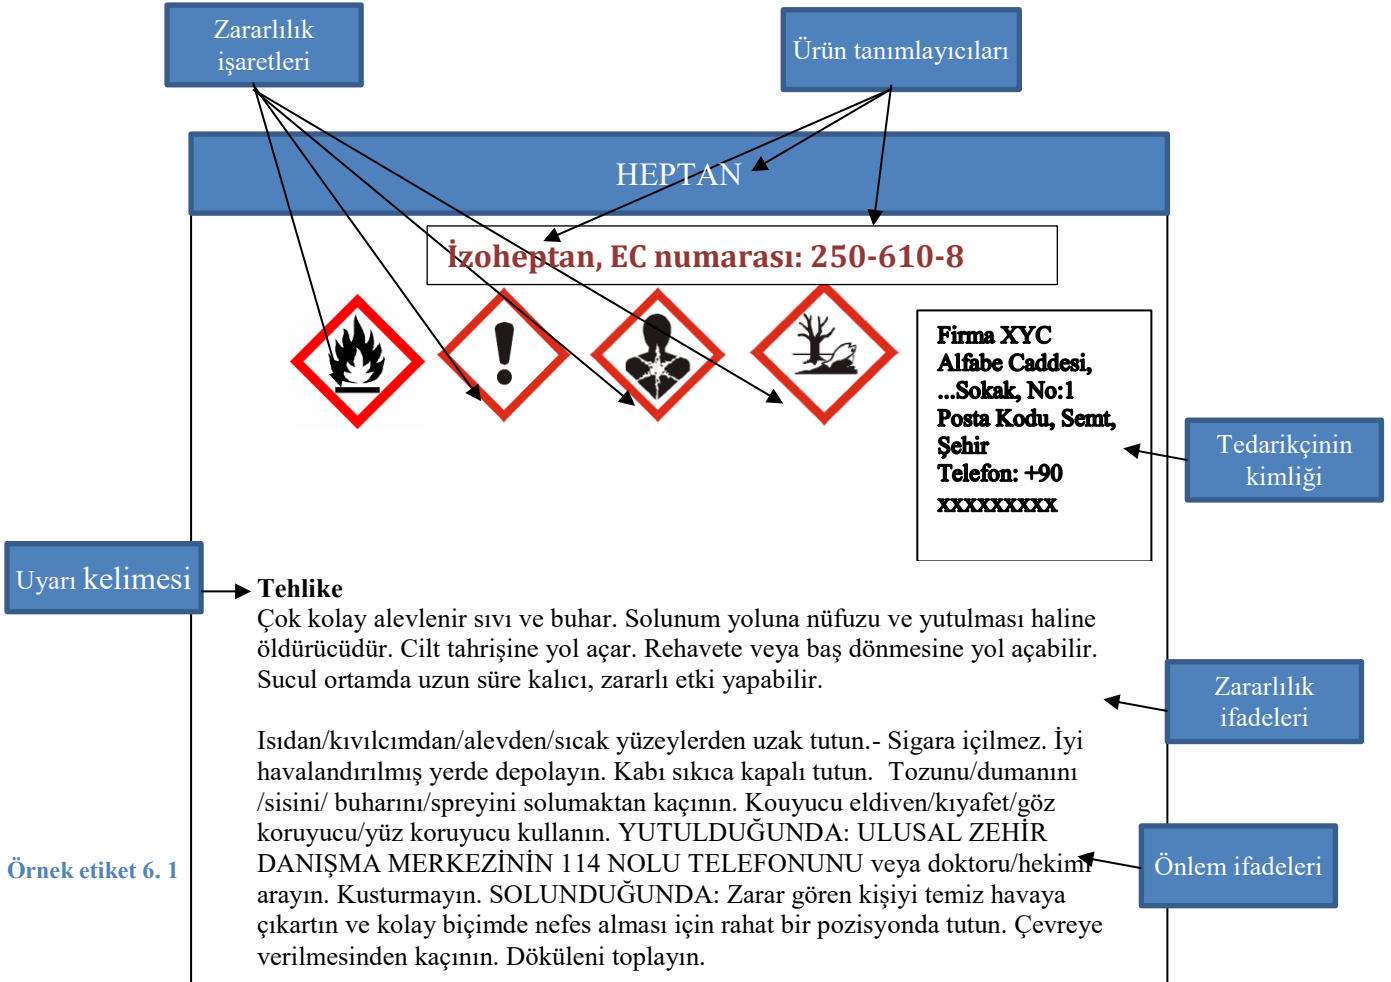 Zararlılık
işaretleri
Ürün tanımlayıcıları
HEPTAN
İzoheptan, EC numarası: 250-610-8
Firma XYC
Alfabe Caddesi,
...Sokak, No:1
Posta Kodu, Semt,
Şehir
Telefon: +90
xxxxxxxxx
Tedarikçinin
kimliği
Uyarı kelimesi
Tehlike
Çok kolay alevlenir sıvı ve buhar. Solunum yoluna nüfuzu ve yutulması haline
öldürücüdür. Cilt tahrişine yol açar. Rehavete veya baş dönmesine yol açabilir.
Sucul ortamda uzun süre kalıcı, zararlı etki yapabilir.
Zararlılık
ifadeleri
Isıdan/kıvılcımdan/alevden/sıcak yüzeylerden uzak tutun.- Sigara içilmez. İyi
havalandırılmış yerde depolayın. Kabı sıkıca kapalı tutun. Tozunu/dumanını
/sisini/ buharını/spreyini solumaktan kaçının. Kouyucu eldiven/kıyafet/göz
koruyucu/yüz koruyucu kullanın. YUTULDUĞUNDA: ULUSAL ZEHİR
DANIŞMA MERKEZİNİN 114 NOLU TELEFONUNU veya doktoru/hekimi
arayın. Kusturmayın. SOLUNDUĞUNDA: Zarar gören kişiyi temiz havaya
çıkartın ve kolay biçimde nefes alması için rahat bir pozisyonda tutun. Çevreye
verilmesinden kaçının. Döküleni toplayın.
Önlem ifadeleri
Örnek etiket 6. 1